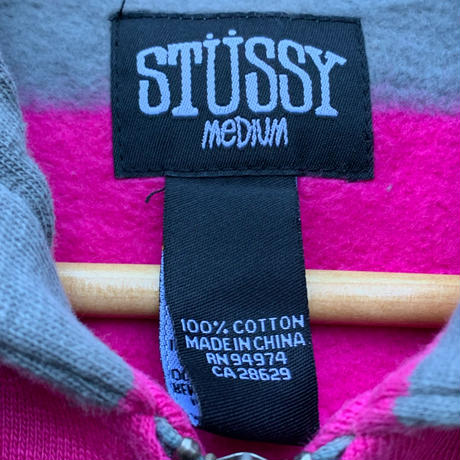 STÜSSY
MEDIUM
100% COTTON
MADE IN CHINA
RN 94974
CA 28629